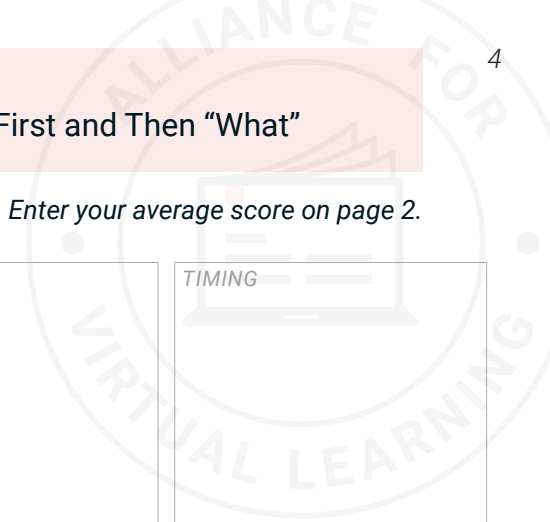 ALLIANCE FOR
4
First and Then “What”
Enter your average score on page 2.
TIMING
VIRTUAL LEARNING